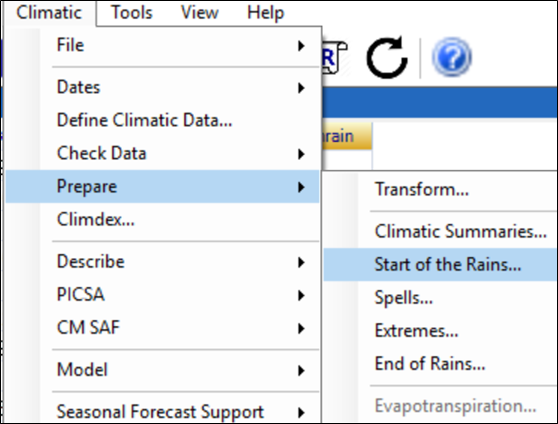 Climatic Tools View Help
File
Dates
Define Climatic Data...
Check Data
rain
Prepare
Transform...
Climdex...
Climatic Summaries...
Describe
Start of the Rains...
PICSA
Spells...
CM SAF
Extremes...
Model
End of Rains...
Seasonal Forecast Support
Evapotranspiration...